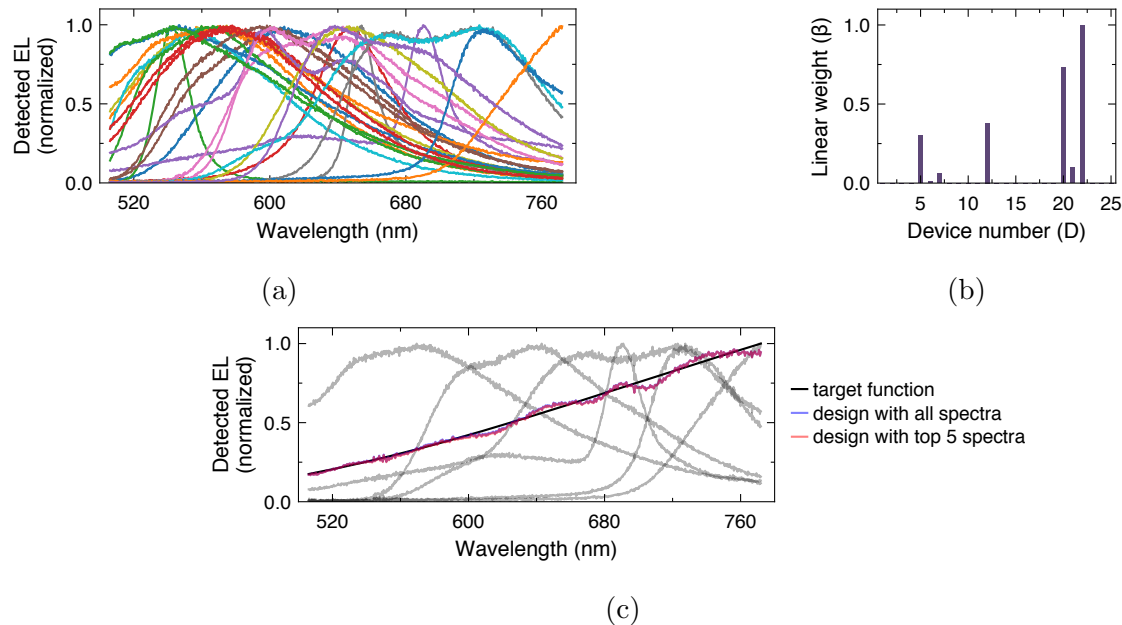 Detected EL
(normalized)
1.0
0.5
0.0
520
600
680
760
Wavelength (nm)
(a)
Linear weight (β)
1.0
0.5
0.0
5
10
15
20
25
Device number (D)
(b)
Detected EL
(normalized)
1.0
0.5
0.0
520
600
680
760
Wavelength (nm)
target function
design with all spectra
design with top 5 spectra
(c)